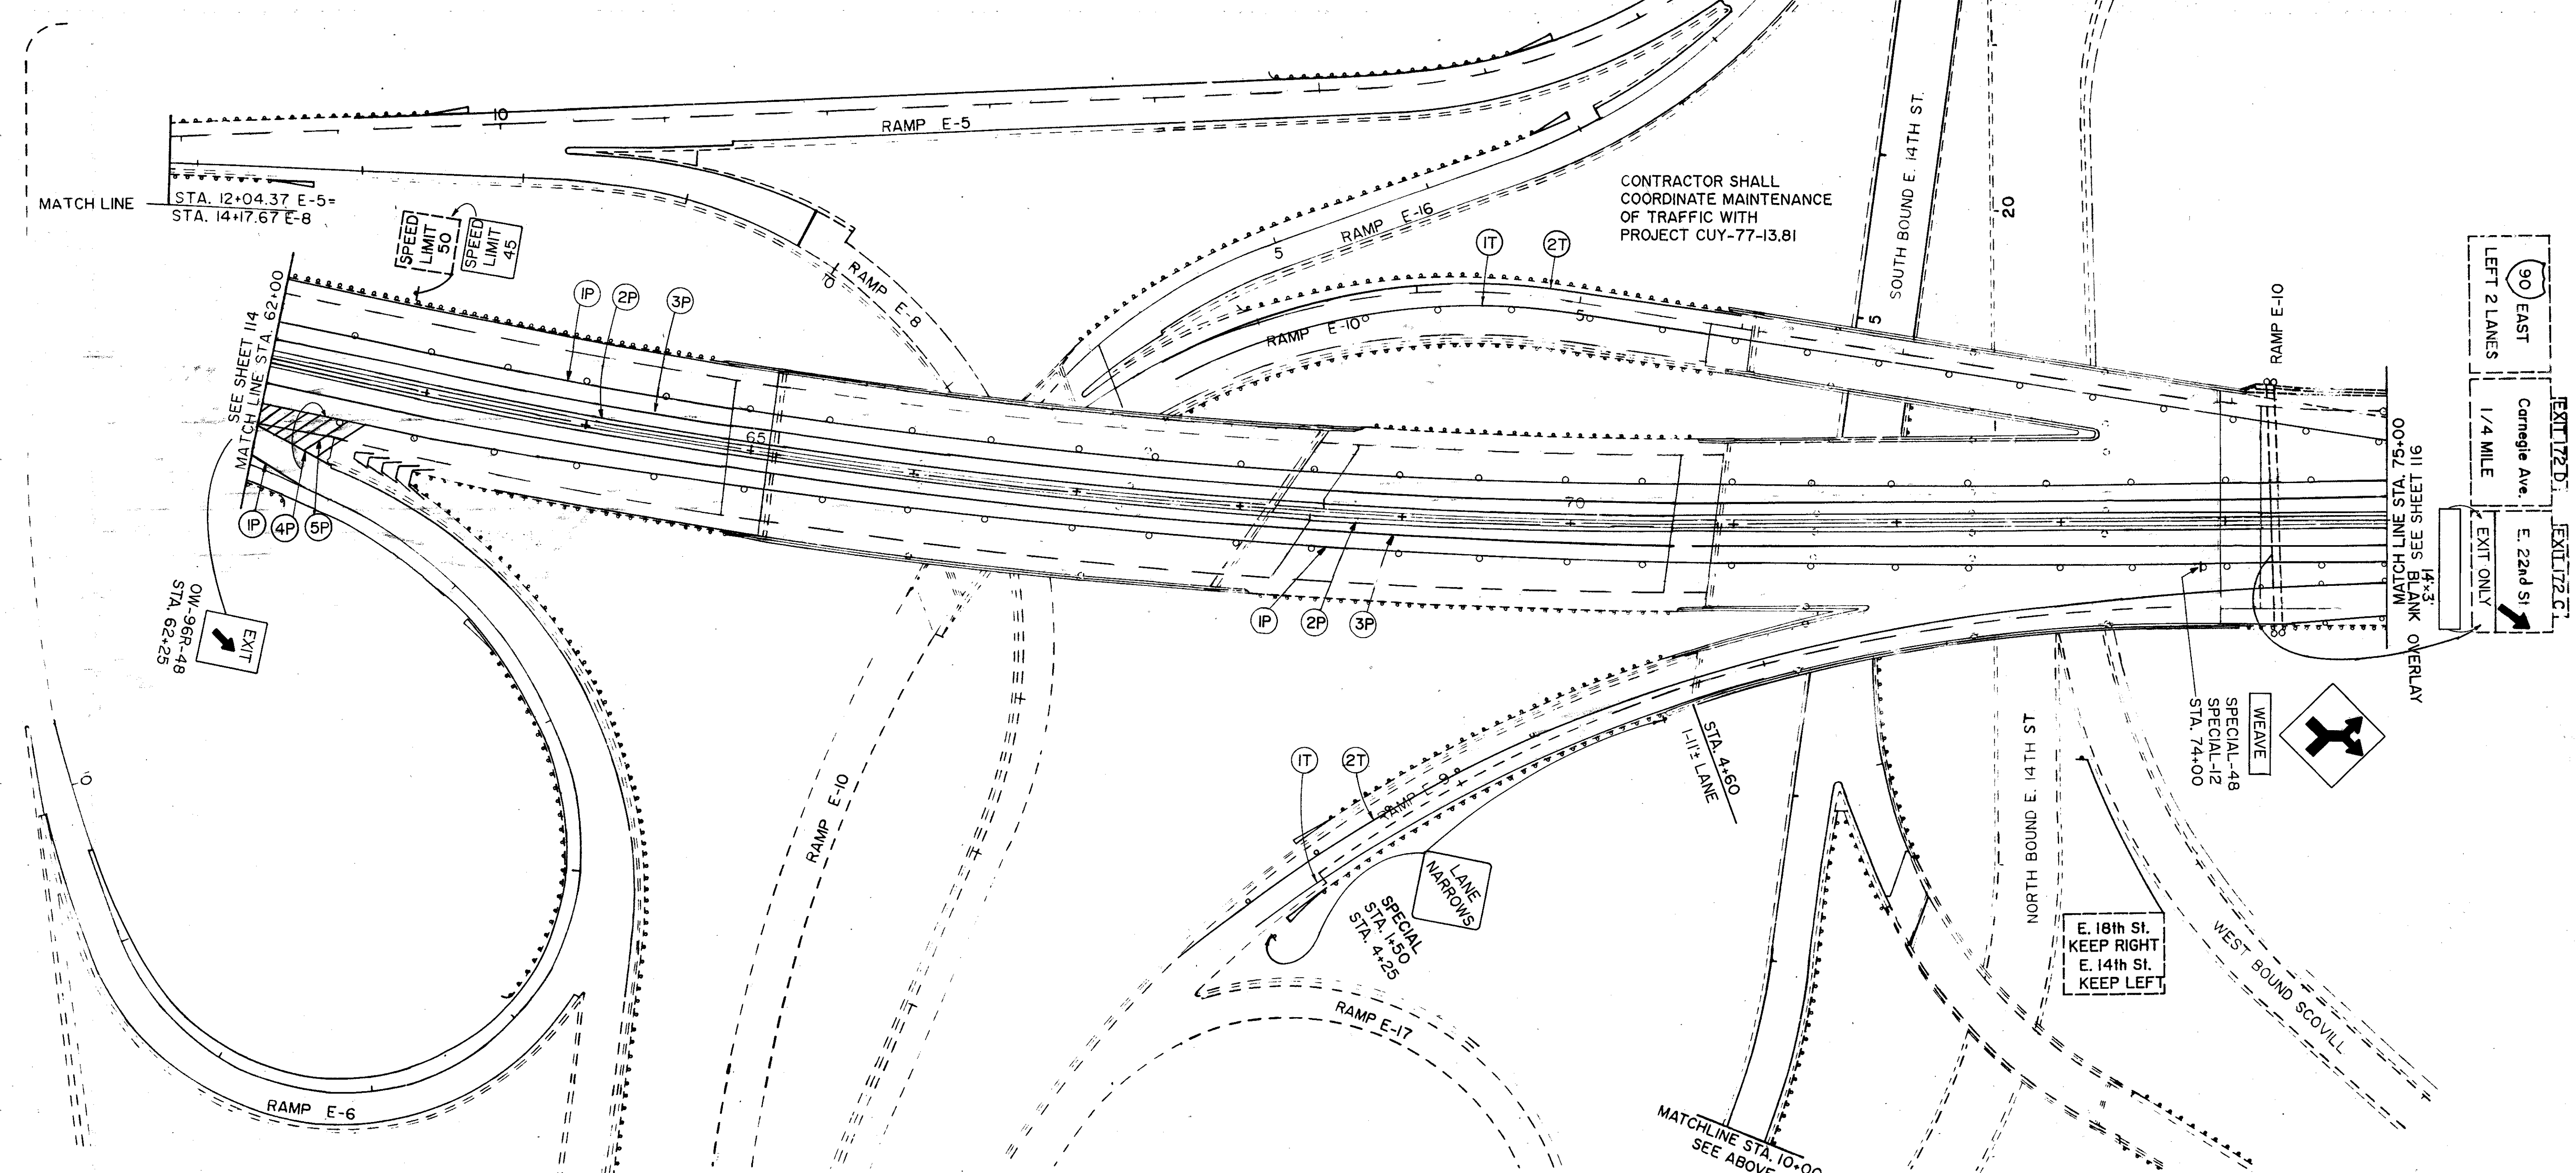 10
RAMP E-5
MATCH LINE
STA. 12+04.37 E-5=
STA. 14+17.67 E-8
SPEED
LIMIT
50
SPEED
LIMIT
45
RAMP E-8
10
RAMP E-16
5
CONTRACTOR SHALL
COORDINATE MAINTENANCE
OF TRAFFIC WITH
PROJECT CUY-77-13.81
SOUTH BOUND E. 14TH ST.
5
20
1T
2T
RAMP E-10
5
RAMP E-10
90 EAST
LEFT 2 LANES
EXIT 172 D
Carnegie Ave.
1/4 MILE
EXIT 172 C
E. 22nd St
EXIT ONLY
SEE SHEET 114
MATCH LINE STA. 62+00
1P
2P
3P
65
70
MATCH LINE STA. 75+00
SEE SHEET 116
14'x3'
BLANK OVERLAY
1P
4P
5P
1P
2P
3P
EXIT
OW-96R-48
STA. 62+25
WEAVE
SPECIAL-48
SPECIAL-12
STA. 74+00
STA. 4+60
1-11'± LANE
1T
2T
RAMP E-9
LANE
NARROWS
SPECIAL
STA. 1+50
STA. 4+25
RAMP E-10
0
RAMP E-6
RAMP E-17
NORTH BOUND E. 14TH ST
E. 18th St.
KEEP RIGHT
E. 14th St.
KEEP LEFT
WEST BOUND SCOVILL
MATCHLINE STA. 10+00
SEE ABOVE